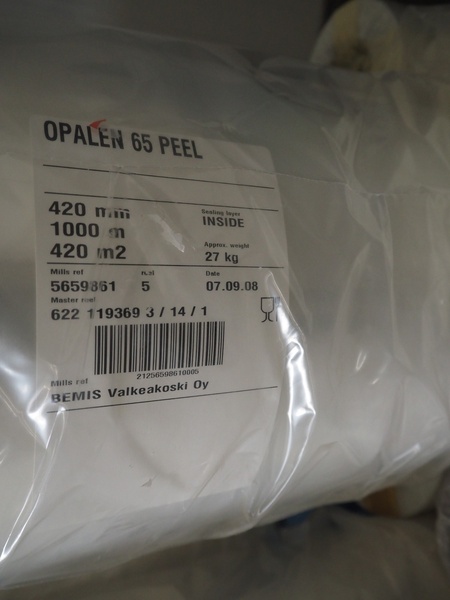 OPALEN 65 PEEL
420 mm Sealing layer
1000 m INSIDE
420 m2 Approx. weight
27 kg
Mills ref n.ol Date
5659861 5 07.09.08
Master reel
622 119369 3 / 14 / 1
21256598610005
Mills ref
BEMIS Valkeakoski Oy